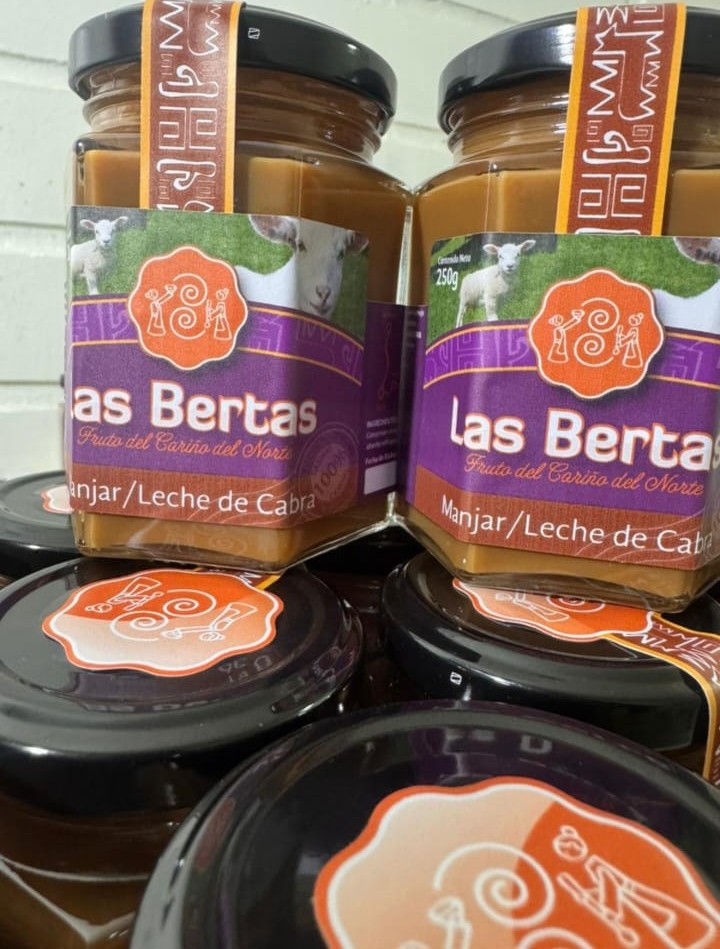 Las Bertas
Fruto del Cariño del Norte
Manjar/Leche de Cabra
100%
Contenido Neto
250g
Las Bertas
Fruto del Cariño del Norte
Manjar/Leche de Cabra